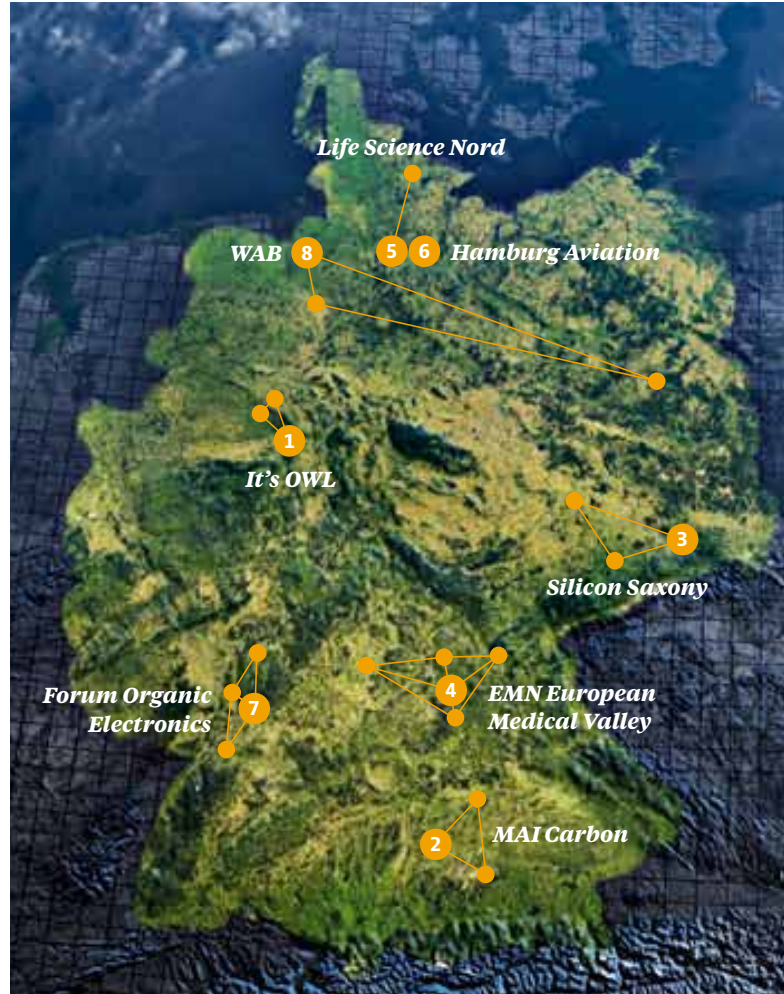 Life Science Nord
WAB 8
5 6 Hamburg Aviation
1
It’s OWL
3
Silicon Saxony
Forum Organic
Electronics
7
4
EMN European
Medical Valley
2
MAI Carbon